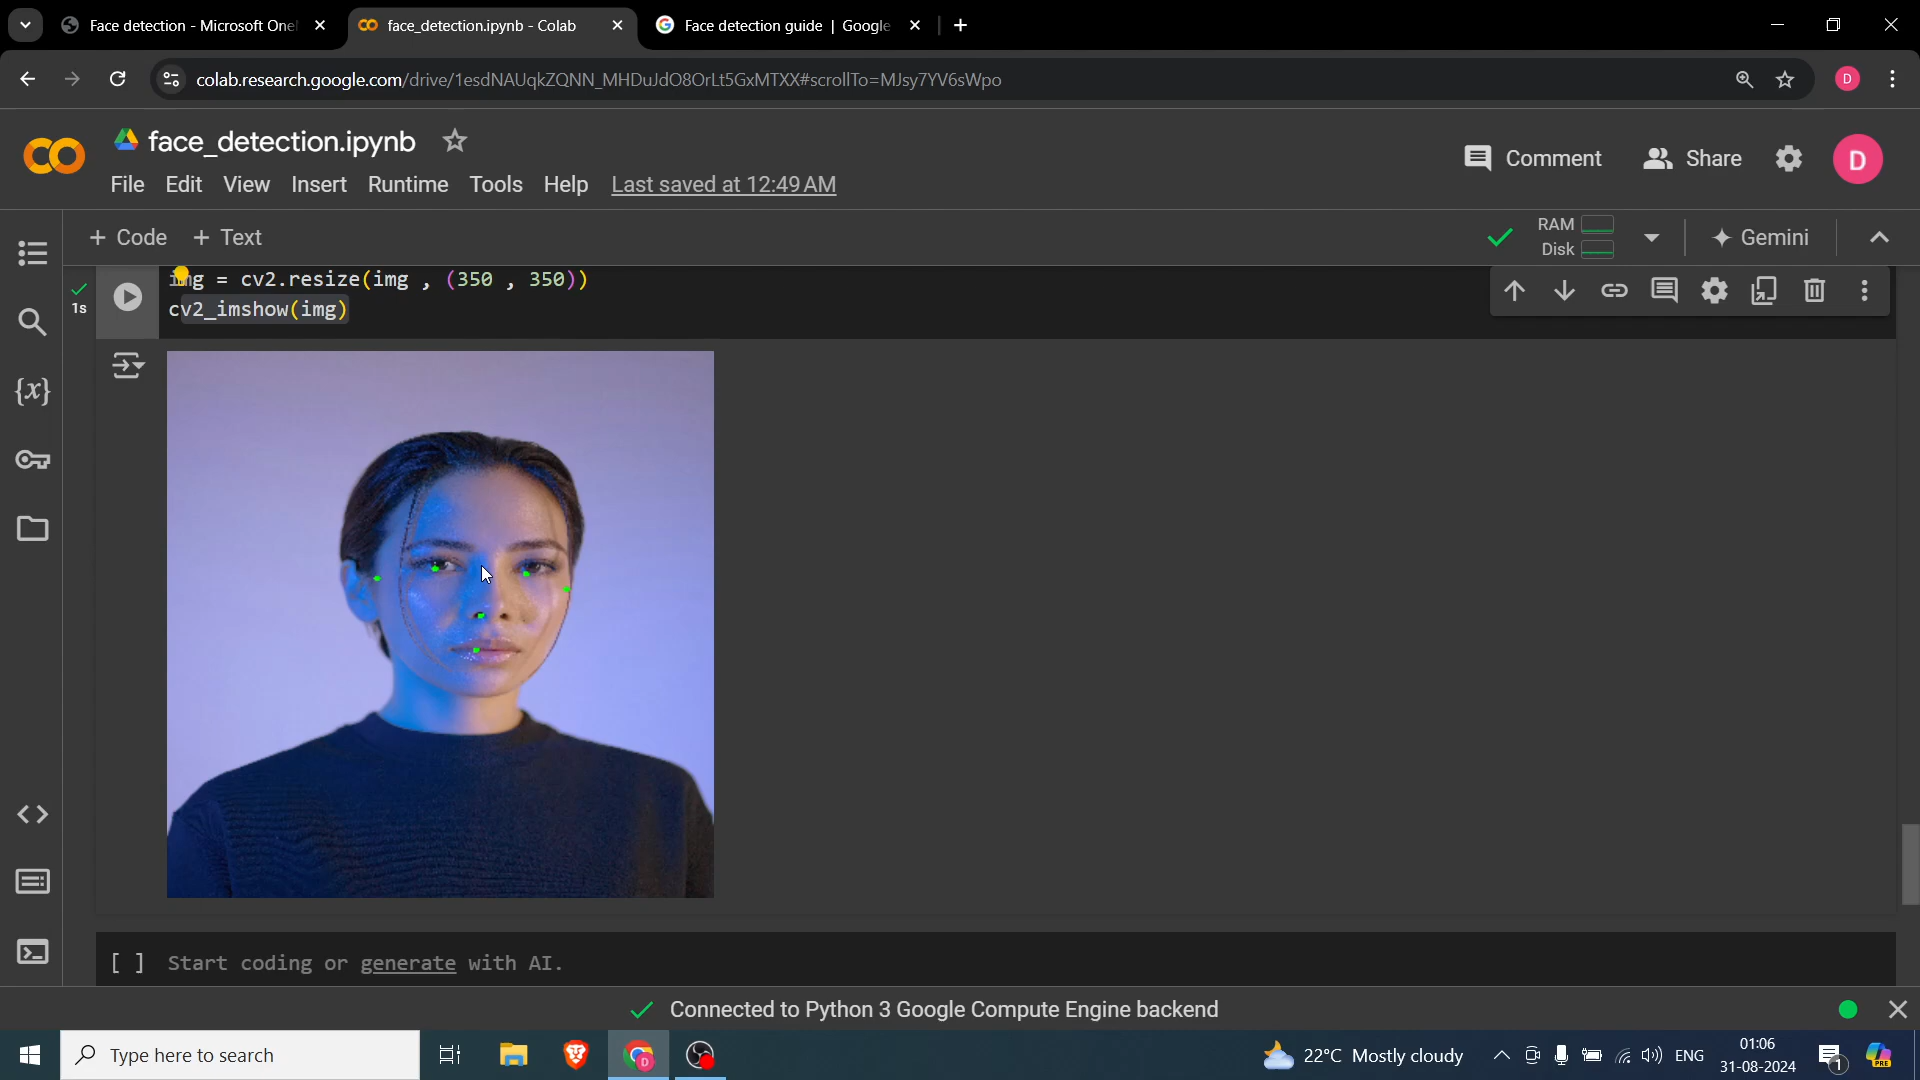 Face detection - Microsoft One
face_detection.ipynb - Colab
Face detection guide | Google
colab.research.google.com/drive/1esdNAUqkZQNN_MHDuJdO8OrLt5GxMTXX#scrollTo=MJsy7YV6sWpo
D
face_detection.ipynb
Comment
Share
D
File Edit View Insert Runtime Tools Help Last saved at 12:49 AM
+ Code + Text
RAM
Disk
Gemini
1s
img = cv2.resize(img , (350 , 350))
cv2_imshow(img)
{x}
[ ] Start coding or generate with AI.
Connected to Python 3 Google Compute Engine backend
Type here to search
D
22°C Mostly cloudy
ENG
01:06
31-08-2024
1
PRE